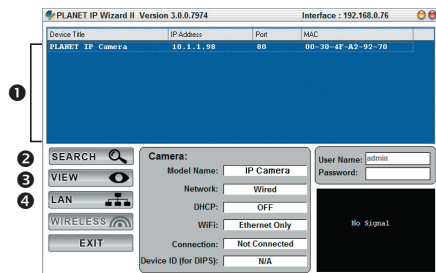 PLANET IP Wizard II Version 3.0.0.7974 Interface : 192.168.0.76
Device Title IP Address Port MAC
PLANET IP Camera 10.1.1.98 80 00-30-4F-A2-92-70
❶
❷ SEARCH
❸ VIEW
❹ LAN
WIRELESS
EXIT
Camera:
Model Name: IP Camera
Network: Wired
DHCP: OFF
WiFi: Ethernet Only
Connection: Not Connected
Device ID (for DIPS): N/A
User Name: admin
Password:
No Signal